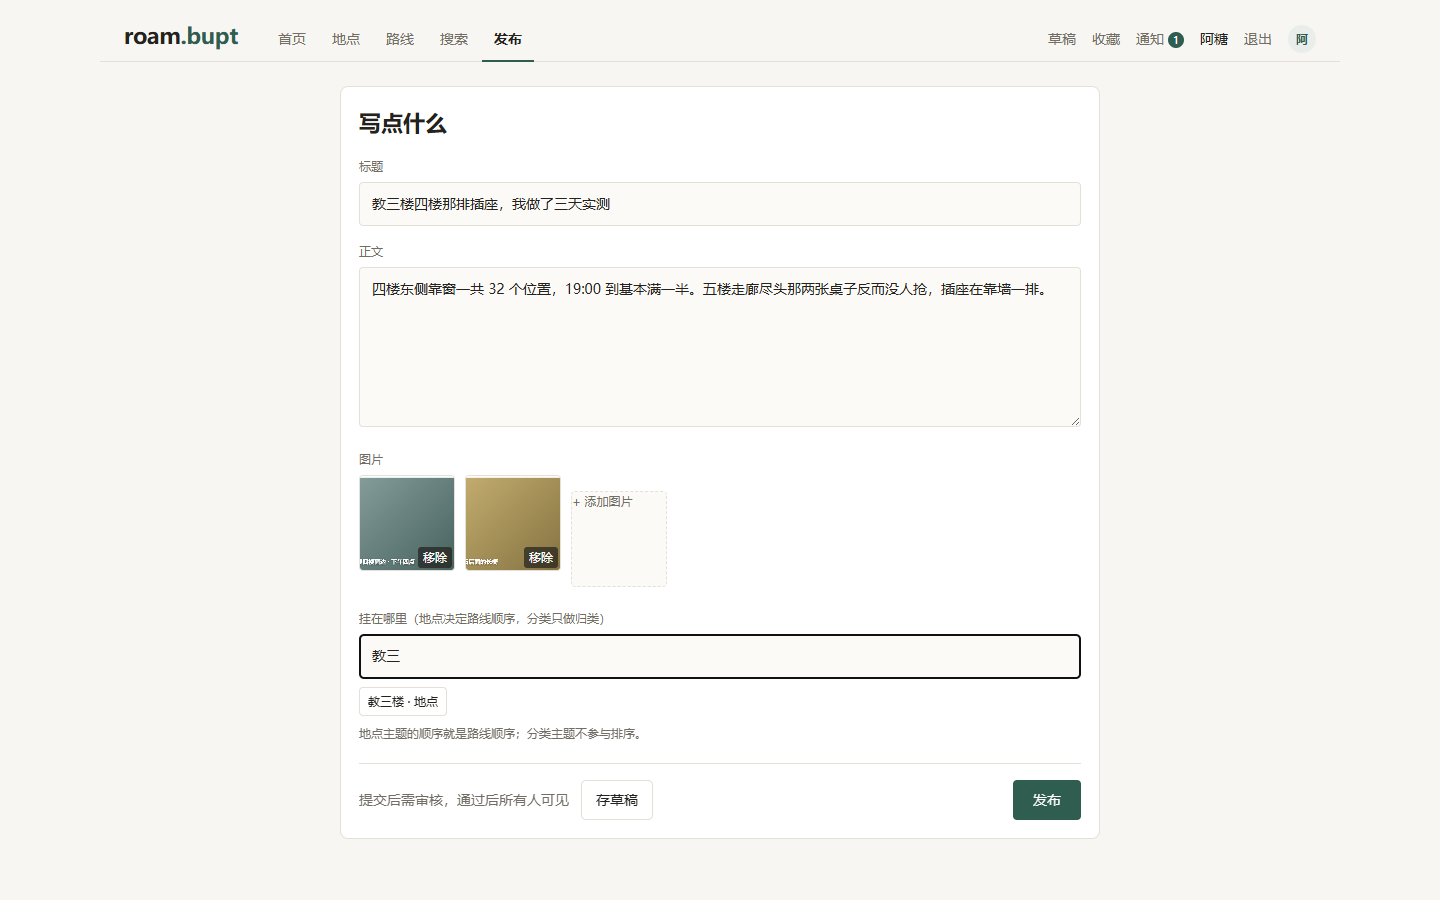 roam.bupt 首页 地点 路线 搜索 发布 草稿 收藏 通知 1 阿糖 退出 阿
写点什么
标题
教三楼四楼那排插座，我做了三天实测
正文
四楼东侧靠窗一共 32 个位置，19:00 到基本满一半。五楼走廊尽头那两张桌子反而没人抢，插座在靠墙一排。
图片
+ 添加图片
移除 移除
挂在哪里（地点决定路线顺序，分类只做归类）
教三
教三楼 · 地点
地点主题的顺序就是路线顺序；分类主题不参与排序。
提交后需审核，通过后所有人可见 存草稿 发布